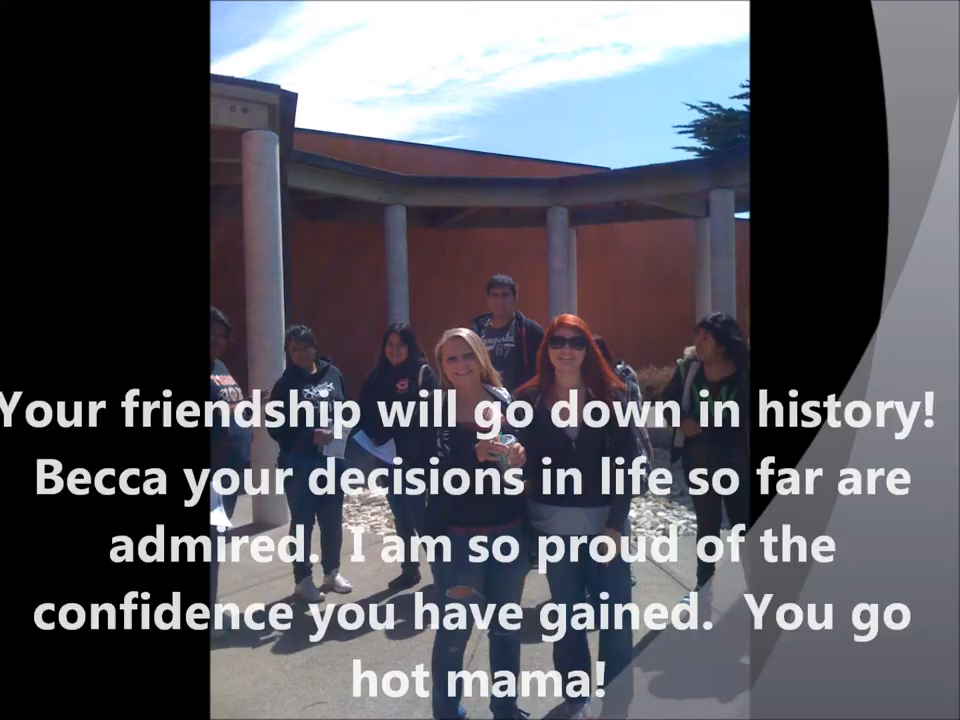 Your friendship will go down in history!
Becca your decisions in life so far are
admired.  I am so proud of the
confidence you have gained.  You go
hot mama!
87